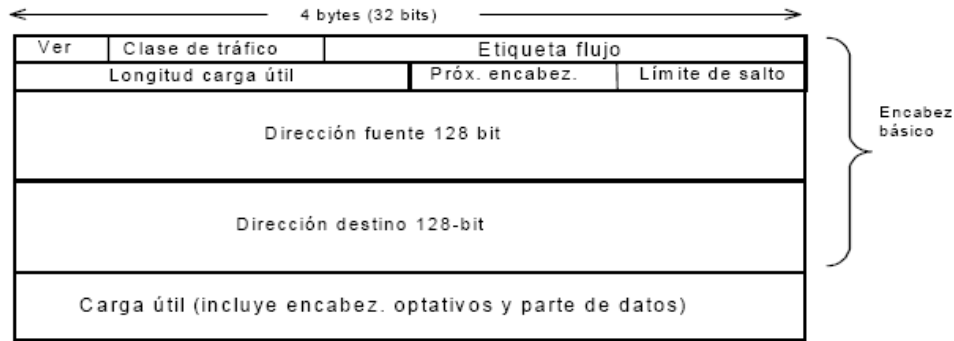 4 bytes (32 bits)
Ver Clase de tráfico Etiqueta flujo
Longitud carga útil Próx. encabez. Límite de salto
Dirección fuente 128 bit
Encabez
básico
Dirección destino 128-bit
Carga útil (incluye encabez. optativos y parte de datos)